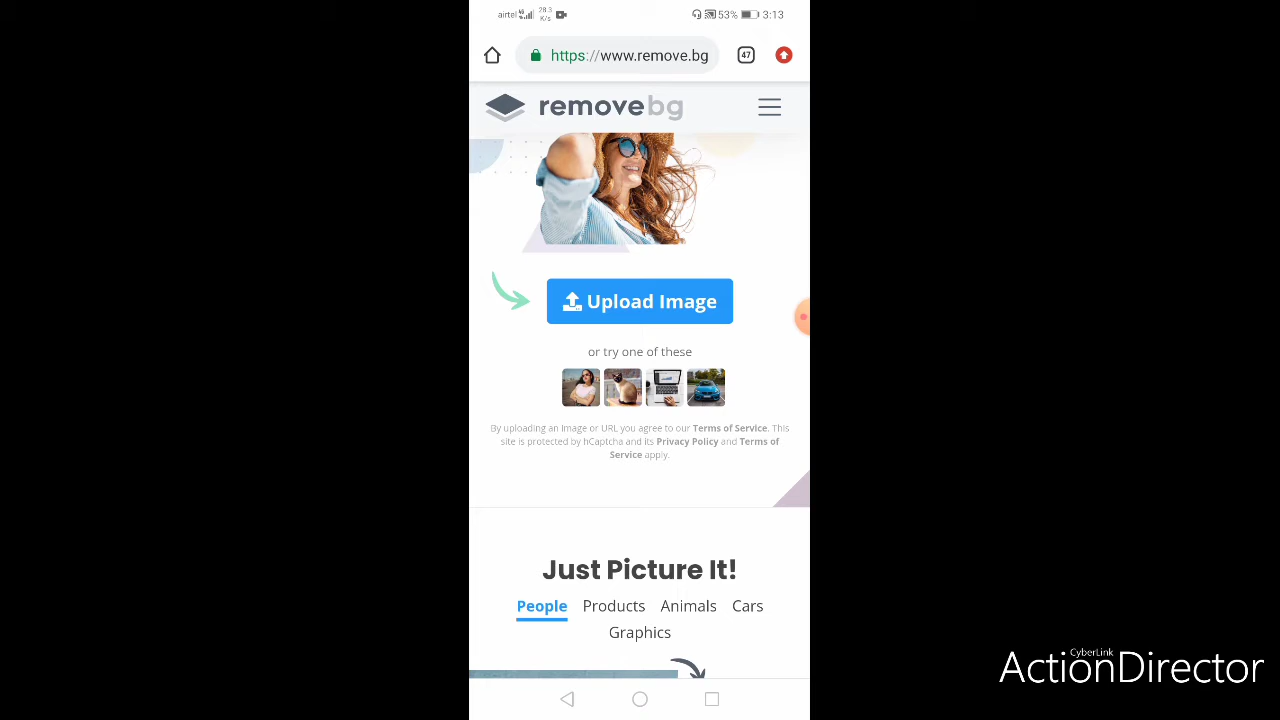 airtel 4G 28.3 K/s 53% 3:13
https://www.remove.bg 47
removebg
Upload Image
or try one of these
By uploading an image or URL you agree to our Terms of Service. This
site is protected by hCaptcha and its Privacy Policy and Terms of
Service apply.
Just Picture It!
People Products Animals Cars
Graphics
CyberLink
ActionDirector